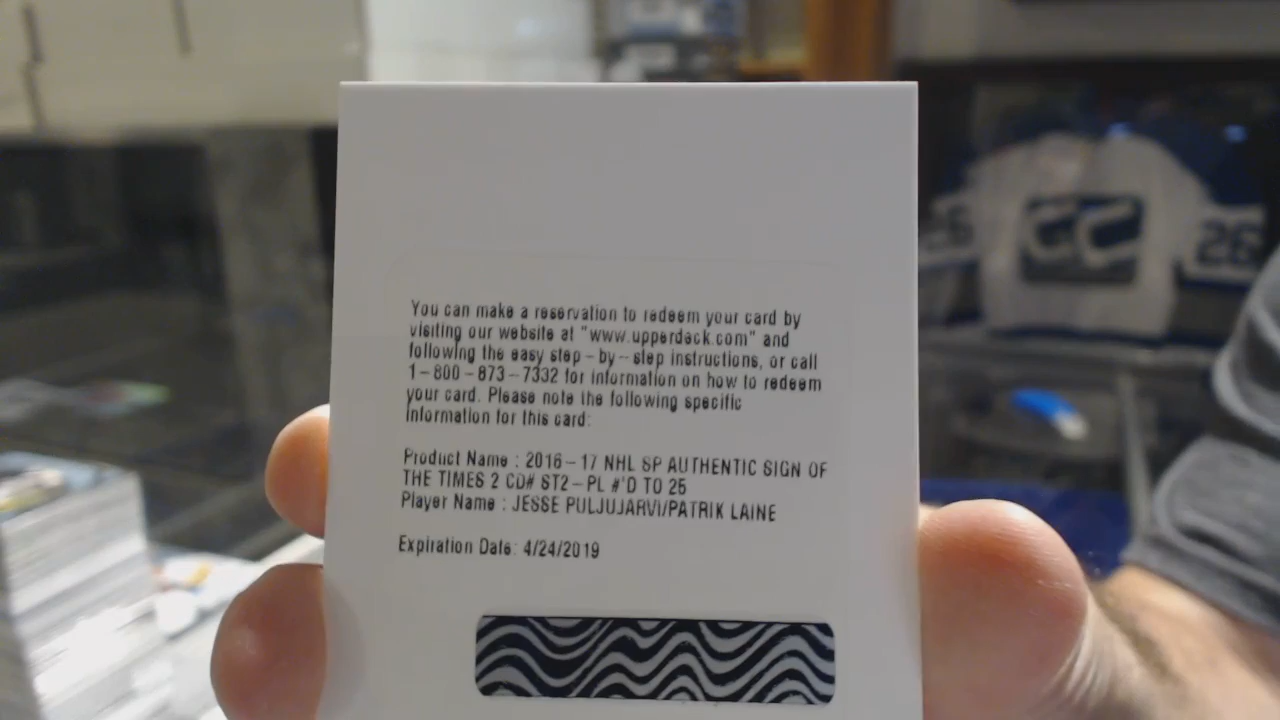 You can make a reservation to redeem your card by
visiting our website at "www.upperdeck.com" and
following the easy step-by-step instructions, or call
1-800-873-7332 for information on how to redeem
your card. Please note the following specific
information for this card:
Product Name : 2016-17 NHL SP AUTHENTIC SIGN OF
THE TIMES 2 CD# ST2-PL #'D TO 25
Player Name : JESSE PULJUJARVI/PATRIK LAINE
Expiration Date: 4/24/2019
26